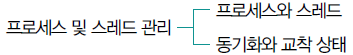 프로세스 및 스레드 관리
프로세스와 스레드
동기화와 교착 상태